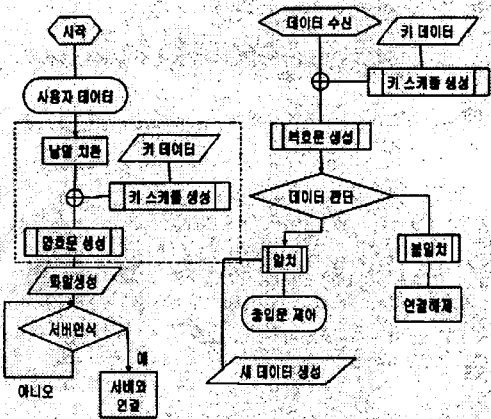 시작
사용자 데이터
낱말 치환
키 데이터
키 스케줄 생성
암호문 생성
파일생성
서버인식
예
아니오
서버와
연결
데이터 수신
키 데이터
키 스케줄 생성
복호문 생성
데이터 판단
일치
불일치
출입문 제어
연결해제
새 데이터 생성